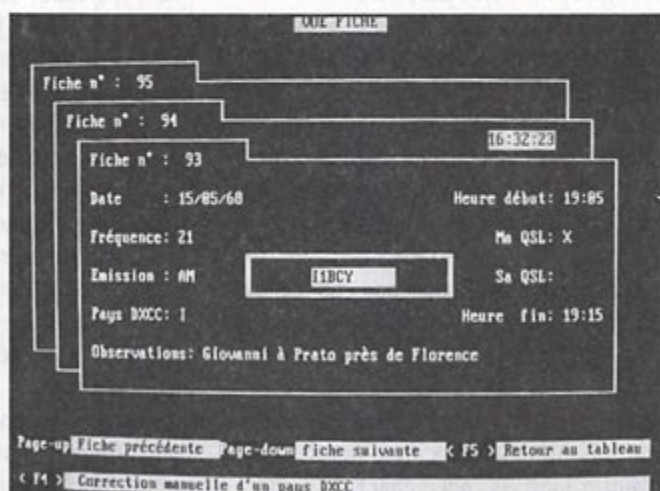 VUE FICHE
Fiche n° : 95
Fiche n° : 94
16:32:23
Fiche n° : 93
Date : 15/05/60 Heure début: 19:05
Fréquence: 21 Ma QSL: X
Emission : AM I1BCY Sa QSL:
Pays DXCC: I Heure fin: 19:15
Observations: Giovanni à Prato près de Florence
Page-up Fiche précédente Page-down fiche suivante < F5 > Retour au tableau
< F4 > Correction manuelle d'un pays DXCC